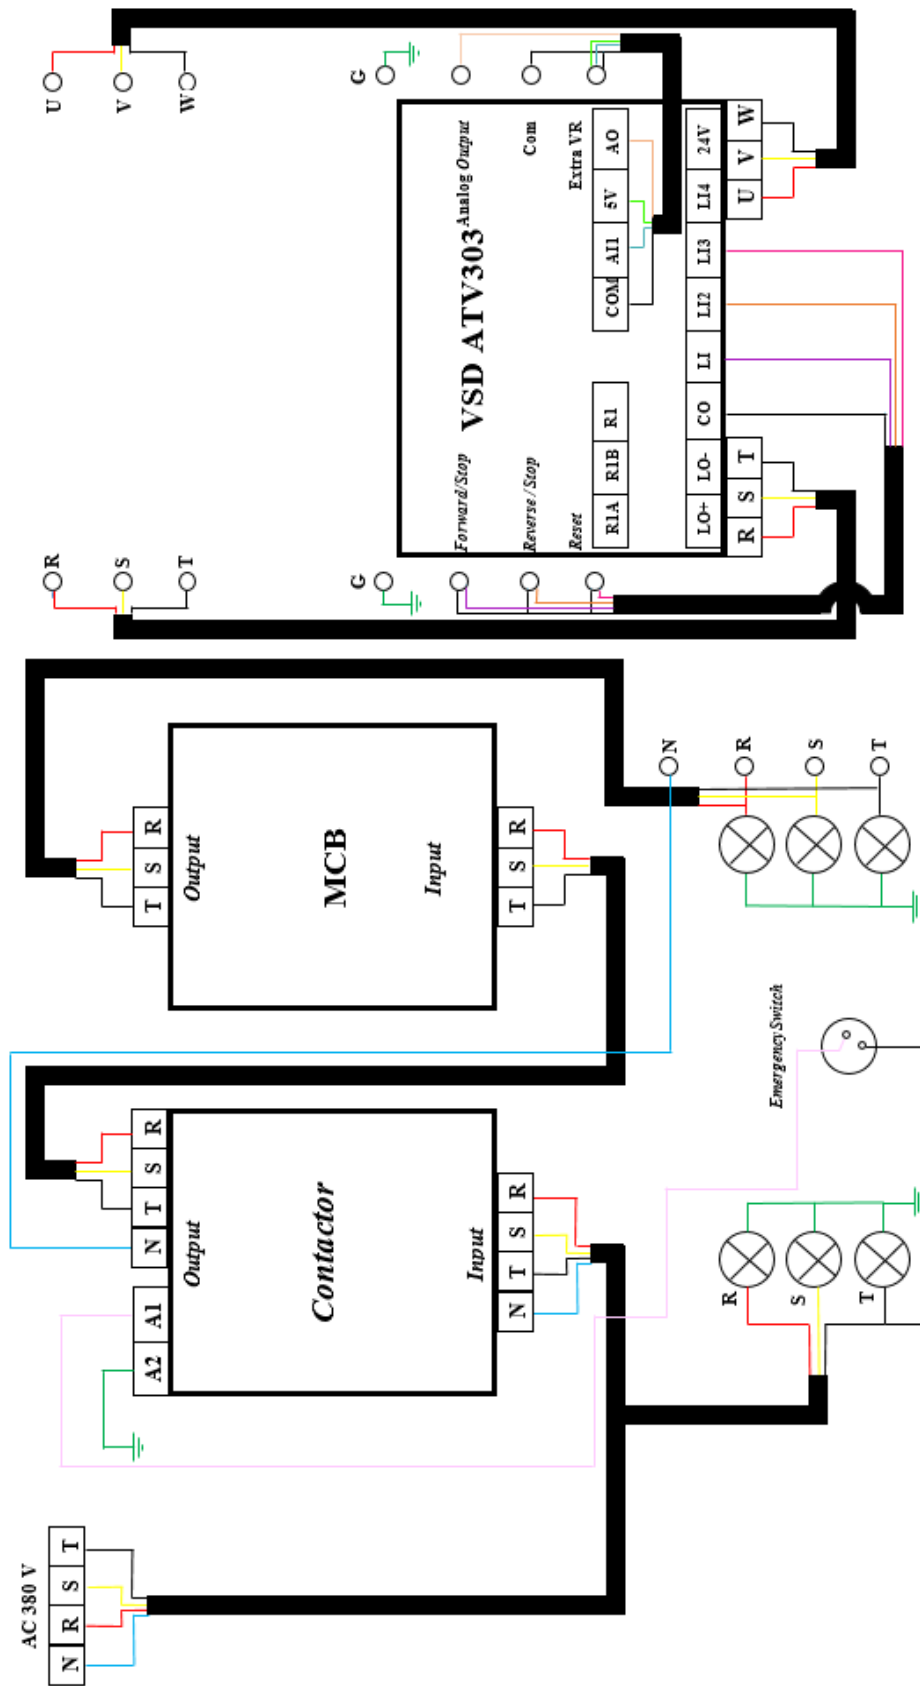 AC 380 V
N R S T
A2 A1 N T S R
Output
Contactor
Input
N T S R
R
S
T
Emergency Switch
T S R
Output
MCB
Input
T S R
N
R
S
T
R
S
T
G
U
V
W
G
Forward/Stop
VSD ATV303
Analog Output
Reverse / Stop
Com
Reset
Extra VR
R1A R1B R1 COM AI1 5V AO
LO+ LO- CO LI LI2 LI3 LI4 24V
R S T U V W